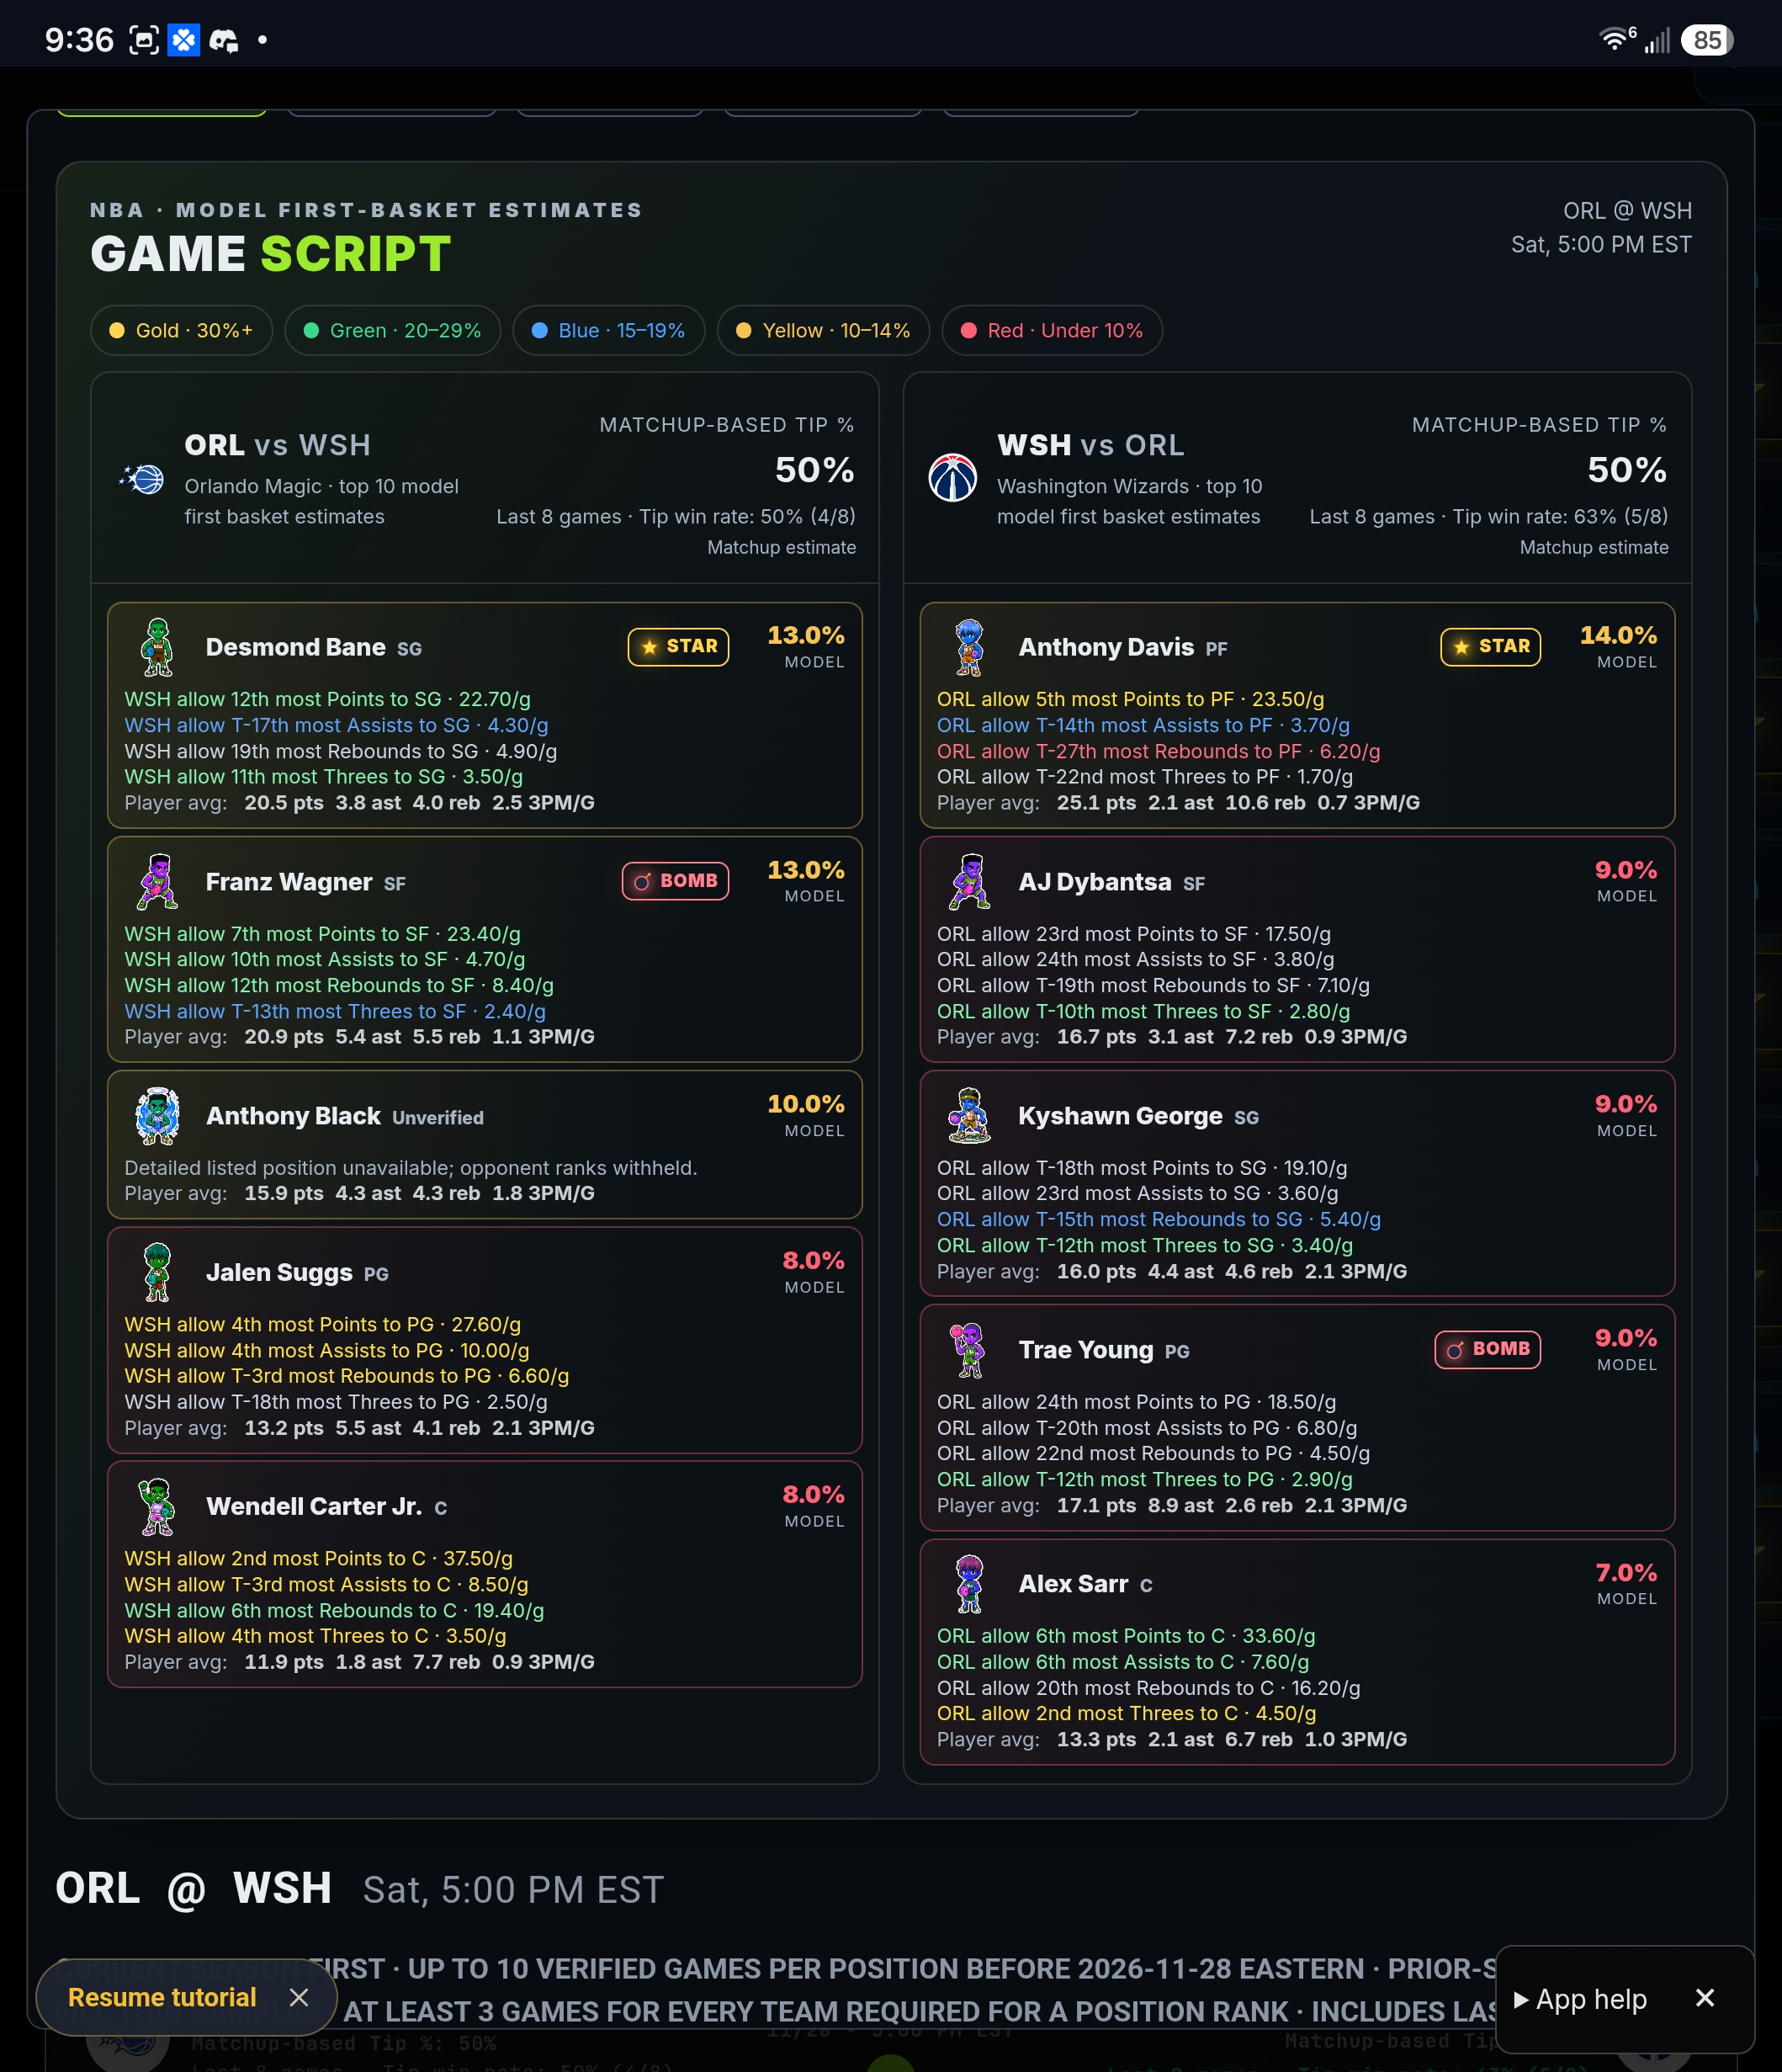 9:36
6
85
NBA · MODEL FIRST-BASKET ESTIMATES
GAME SCRIPT
ORL @ WSH
Sat, 5:00 PM EST
Gold · 30%+
Green · 20–29%
Blue · 15–19%
Yellow · 10–14%
Red · Under 10%
ORL vs WSH
Orlando Magic · top 10 model
first basket estimates
MATCHUP-BASED TIP %
50%
Last 8 games · Tip win rate: 50% (4/8)
Matchup estimate
Desmond Bane SG
STAR
13.0%
MODEL
WSH allow 12th most Points to SG · 22.70/g
WSH allow T-17th most Assists to SG · 4.30/g
WSH allow 19th most Rebounds to SG · 4.90/g
WSH allow 11th most Threes to SG · 3.50/g
Player avg: 20.5 pts 3.8 ast 4.0 reb 2.5 3PM/G
Franz Wagner SF
BOMB
13.0%
MODEL
WSH allow 7th most Points to SF · 23.40/g
WSH allow 10th most Assists to SF · 4.70/g
WSH allow 12th most Rebounds to SF · 8.40/g
WSH allow T-13th most Threes to SF · 2.40/g
Player avg: 20.9 pts 5.4 ast 5.5 reb 1.1 3PM/G
Anthony Black Unverified
10.0%
MODEL
Detailed listed position unavailable; opponent ranks withheld.
Player avg: 15.9 pts 4.3 ast 4.3 reb 1.8 3PM/G
Jalen Suggs PG
8.0%
MODEL
WSH allow 4th most Points to PG · 27.60/g
WSH allow 4th most Assists to PG · 10.00/g
WSH allow T-3rd most Rebounds to PG · 6.60/g
WSH allow T-18th most Threes to PG · 2.50/g
Player avg: 13.2 pts 5.5 ast 4.1 reb 2.1 3PM/G
Wendell Carter Jr. C
8.0%
MODEL
WSH allow 2nd most Points to C · 37.50/g
WSH allow T-3rd most Assists to C · 8.50/g
WSH allow 6th most Rebounds to C · 19.40/g
WSH allow 4th most Threes to C · 3.50/g
Player avg: 11.9 pts 1.8 ast 7.7 reb 0.9 3PM/G
WSH vs ORL
Washington Wizards · top 10
model first basket estimates
MATCHUP-BASED TIP %
50%
Last 8 games · Tip win rate: 63% (5/8)
Matchup estimate
Anthony Davis PF
STAR
14.0%
MODEL
ORL allow 5th most Points to PF · 23.50/g
ORL allow T-14th most Assists to PF · 3.70/g
ORL allow T-27th most Rebounds to PF · 6.20/g
ORL allow T-22nd most Threes to PF · 1.70/g
Player avg: 25.1 pts 2.1 ast 10.6 reb 0.7 3PM/G
AJ Dybantsa SF
9.0%
MODEL
ORL allow 23rd most Points to SF · 17.50/g
ORL allow 24th most Assists to SF · 3.80/g
ORL allow T-19th most Rebounds to SF · 7.10/g
ORL allow T-10th most Threes to SF · 2.80/g
Player avg: 16.7 pts 3.1 ast 7.2 reb 0.9 3PM/G
Kyshawn George SG
9.0%
MODEL
ORL allow T-18th most Points to SG · 19.10/g
ORL allow 23rd most Assists to SG · 3.60/g
ORL allow T-15th most Rebounds to SG · 5.40/g
ORL allow T-12th most Threes to SG · 3.40/g
Player avg: 16.0 pts 4.4 ast 4.6 reb 2.1 3PM/G
Trae Young PG
BOMB
9.0%
MODEL
ORL allow 24th most Points to PG · 18.50/g
ORL allow T-20th most Assists to PG · 6.80/g
ORL allow 22nd most Rebounds to PG · 4.50/g
ORL allow T-12th most Threes to PG · 2.90/g
Player avg: 17.1 pts 8.9 ast 2.6 reb 2.1 3PM/G
Alex Sarr C
7.0%
MODEL
ORL allow 6th most Points to C · 33.60/g
ORL allow 6th most Assists to C · 7.60/g
ORL allow 20th most Rebounds to C · 16.20/g
ORL allow 2nd most Threes to C · 4.50/g
Player avg: 13.3 pts 2.1 ast 6.7 reb 1.0 3PM/G
ORL @ WSH Sat, 5:00 PM EST
CURRENT SEASON FIRST · UP TO 10 VERIFIED GAMES PER POSITION BEFORE 2026-11-28 EASTERN · PRIOR-S
AT LEAST 3 GAMES FOR EVERY TEAM REQUIRED FOR A POSITION RANK · INCLUDES LAS
Resume tutorial
App help
Matchup-based Tip %: 50%
11/28 - 5:00 PM EST
Matchup-based Tip